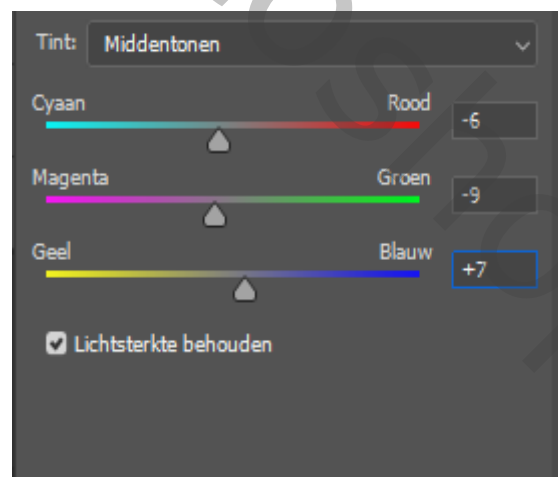 Tint: Middentonen
Cyaan Rood -6
Magenta Groen -9
Geel Blauw +7
Lichtsterkte behouden